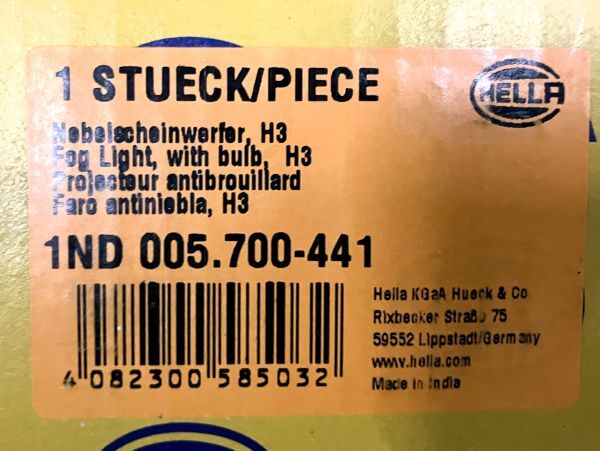 1 STUECK/PIECE
HELLA
Nebelscheinwerfer, H3
Fog Light, with bulb, H3
Projecteur antibrouillard
Faro antiniebla, H3
1ND 005.700-441
4 082300 585032
Hella KGaA Hueck & Co
Rixbecker Straße 75
59552 Lippstadt/Germany
www.hella.com
Made in India